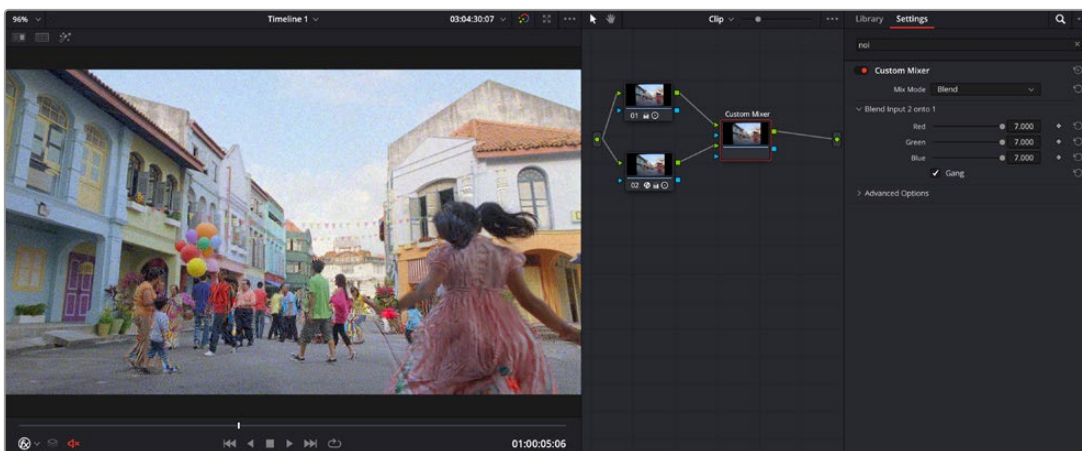 96%
Timeline 1
03:04:30:07
Clip
Library
Settings
noi
Custom Mixer
Mix Mode
Blend
Blend Input 2 onto 1
Red
7.000
Green
7.000
Blue
7.000
Gang
Advanced Options
01
Custom Mixer
02
fx
01:00:05:06